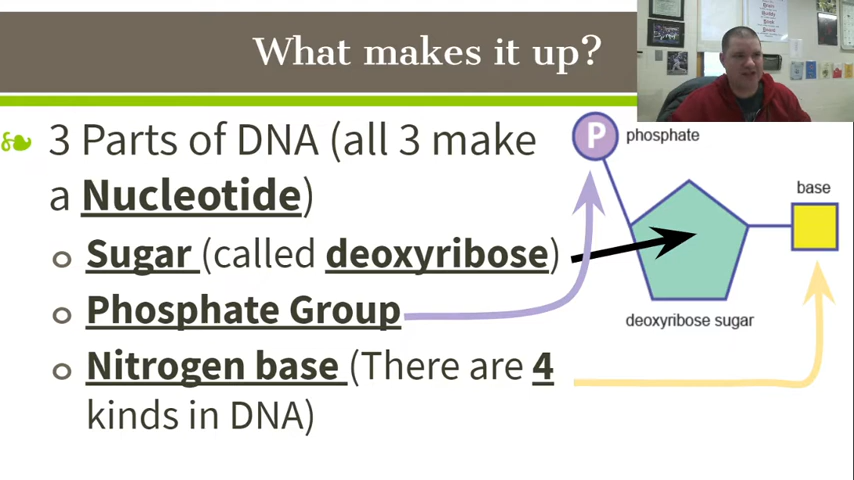 What makes it up?
3 Parts of DNA (all 3 make
a Nucleotide)
Sugar (called deoxyribose)
Phosphate Group
Nitrogen base (There are 4
kinds in DNA)
P
phosphate
base
deoxyribose sugar